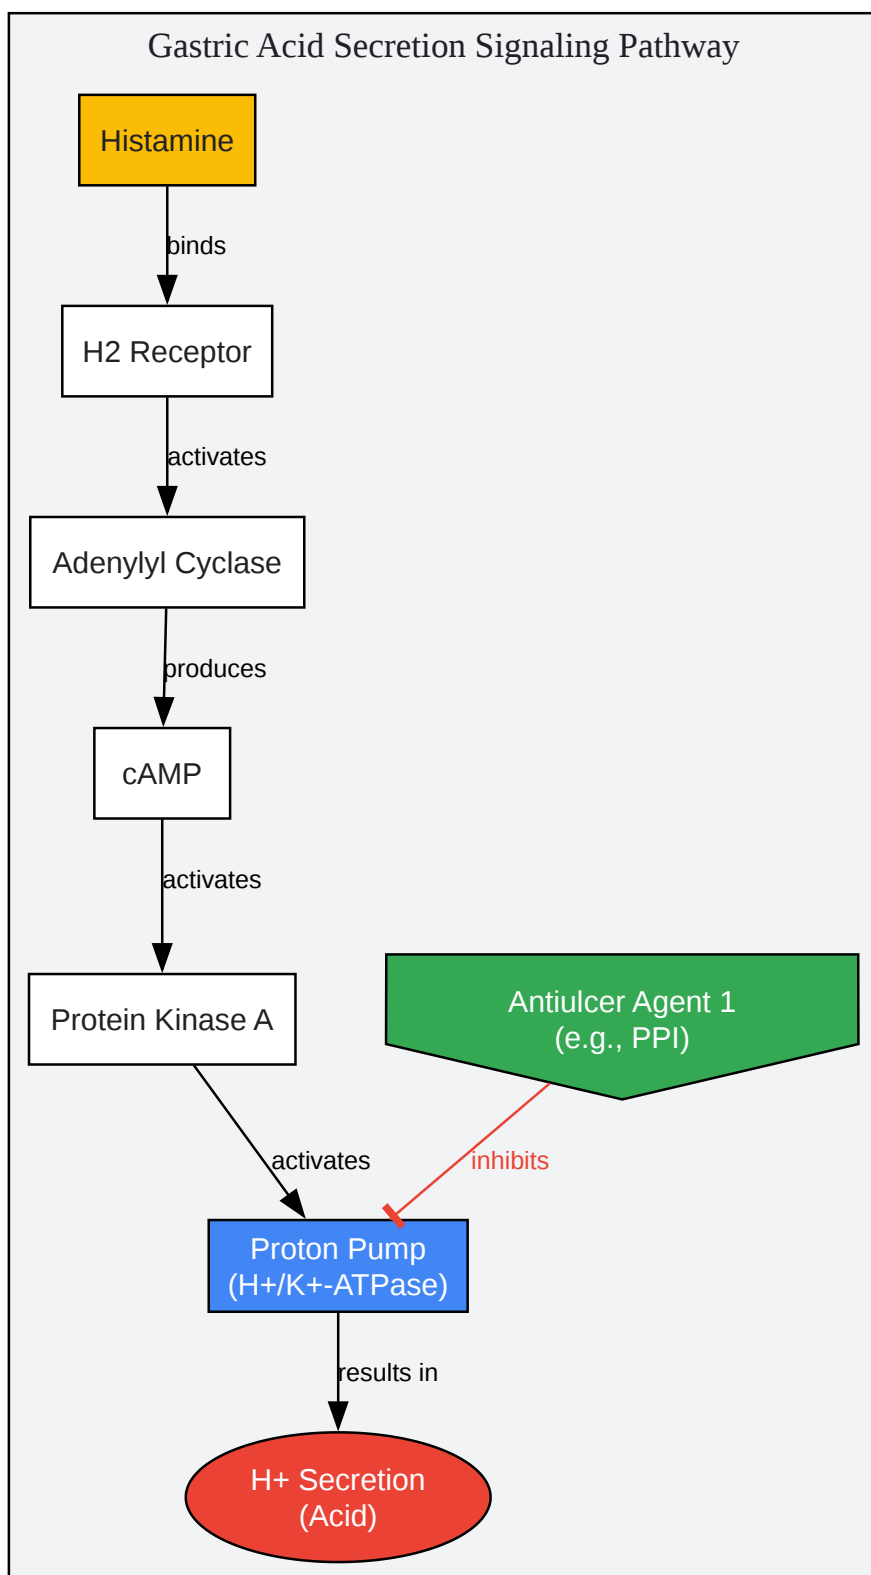 Gastric Acid Secretion Signaling Pathway
Histamine
binds
H2 Receptor
activates
Adenylyl Cyclase
produces
cAMP
activates
Protein Kinase A
Antiulcer Agent 1
(e.g., PPI)
activates
inhibits
Proton Pump
(H+/K+-ATPase)
results in
H+ Secretion
(Acid)